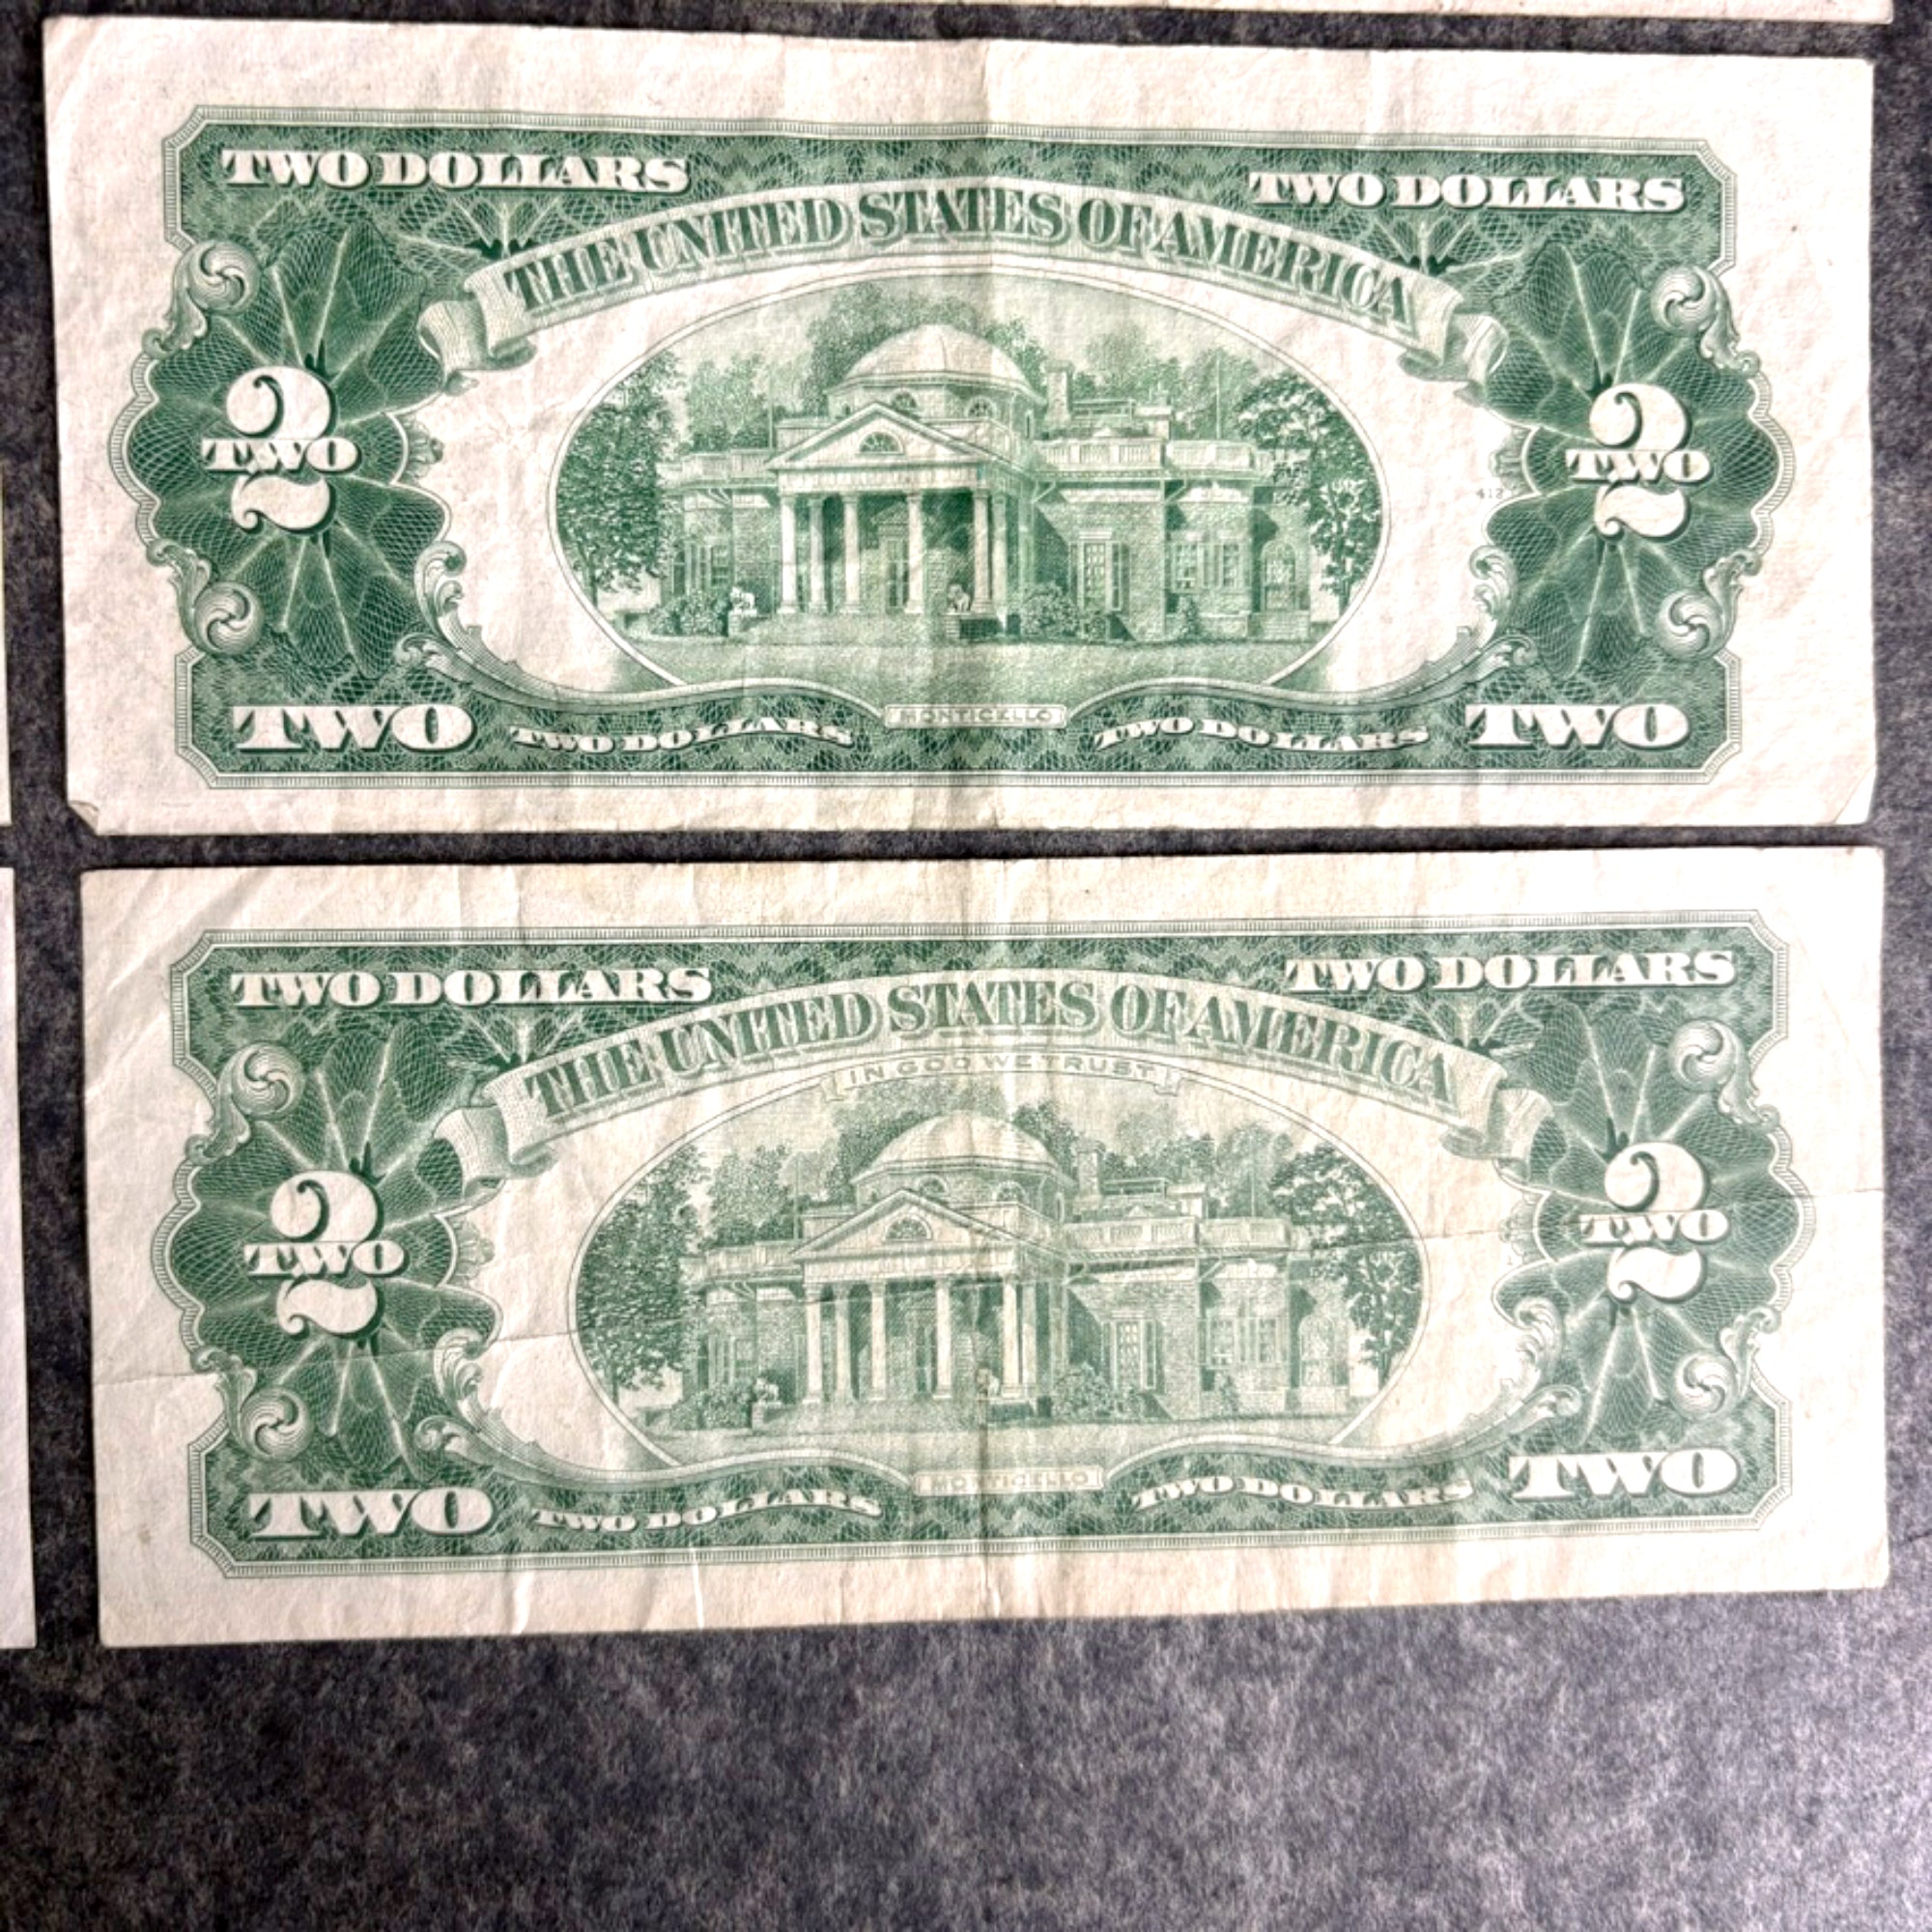 TWO DOLLARS TWO DOLLARS
THE UNITED STATES OF AMERICA
2 2
TWO TWO
MONTICELLO
TWO TWO DOLLARS TWO DOLLARS TWO
TWO DOLLARS TWO DOLLARS
THE UNITED STATES OF AMERICA
IN GOD WE TRUST
2 2
TWO TWO
MONTICELLO
TWO TWO DOLLARS TWO DOLLARS TWO